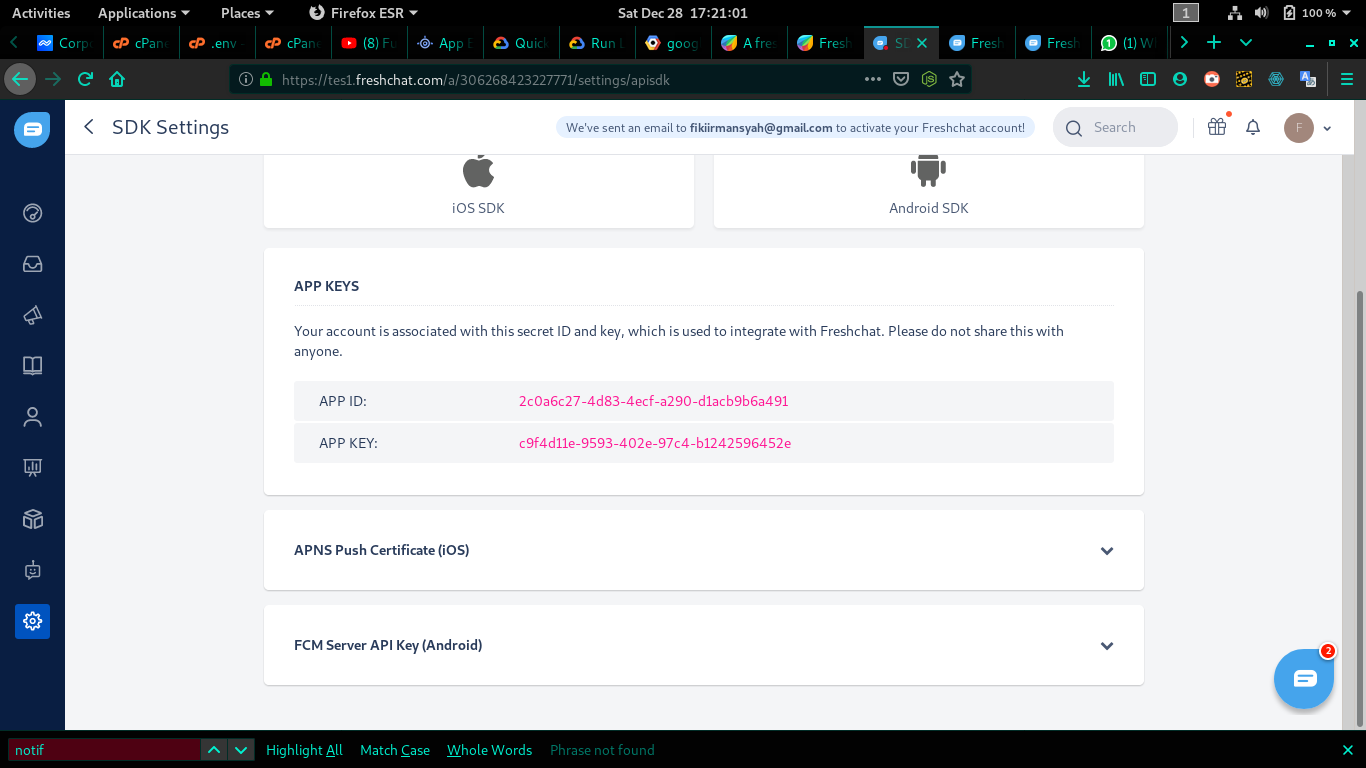 Activities Applications Places Firefox ESR Sat Dec 28 17:21:01 1 100 %
Corpo cPane .env - cPane (8) Fu App E Quick Run L goog A fres Fresh SD Fresh Fresh (1) W
https://tes1.freshchat.com/a/306268423227771/settings/apisdk
SDK Settings We've sent an email to fikiirmansyah@gmail.com to activate your Freshchat account! Search F
iOS SDK Android SDK
APP KEYS
Your account is associated with this secret ID and key, which is used to integrate with Freshchat. Please do not share this with
anyone.
APP ID: 2c0a6c27-4d83-4ecf-a290-d1acb9b6a491
APP KEY: c9f4d11e-9593-402e-97c4-b1242596452e
APNS Push Certificate (iOS)
FCM Server API Key (Android)
2
notif Highlight All Match Case Whole Words Phrase not found